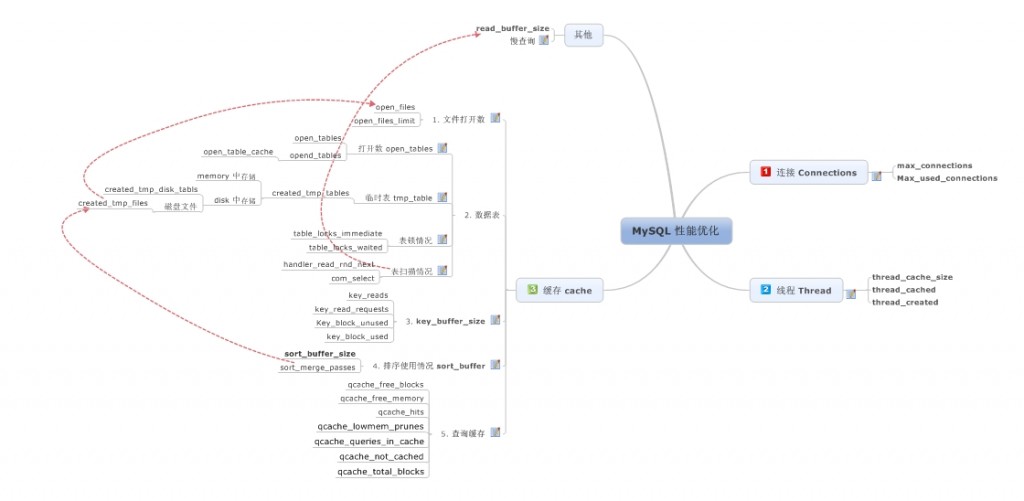 MySQL 性能优化
1 连接 Connections
max_connections
Max_used_connections
2 线程 Thread
thread_cache_size
thread_cached
thread_created
3 缓存 cache
1. 文件打开数
open_files
open_files_limit
2. 数据表
打开数 open_tables
open_tables
opend_tables
open_table_cache
临时表 tmp_table
created_tmp_tables
memory 中存储
disk 中存储
created_tmp_disk_tabls
磁盘文件
created_tmp_files
表锁情况
table_locks_immediate
table_locks_waited
表扫描情况
handler_read_rnd_next
com_select
3. key_buffer_size
key_reads
key_read_requests
Key_block_unused
key_block_used
4. 排序使用情况 sort_buffer
sort_buffer_size
sort_merge_passes
5. 查询缓存
qcache_free_blocks
qcache_free_memory
qcache_hits
qcache_lowmem_prunes
qcache_queries_in_cache
qcache_not_cached
qcache_total_blocks
其他
read_buffer_size
慢查询